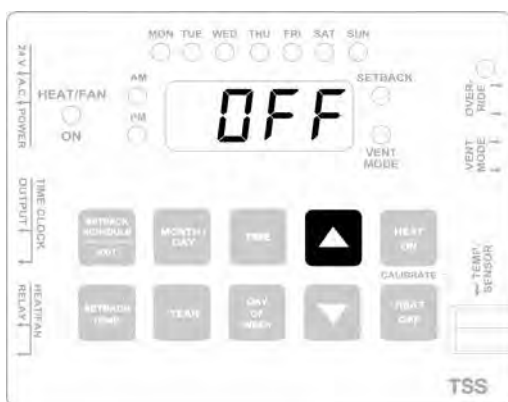 MON TUE WED THU FRI SAT SUN
24 V A.C. POWER
HEAT/FAN
ON
AM
PM
OFF
SETBACK
VENT
MODE
OVER-
RIDE
VENT
MODE
TIME CLOCK
OUTPUT
HEAT/FAN
RELAY
SETBACK
SCHEDULE
EXIT
MONTH /
DAY
TIME
HEAT
ON
CALIBRATE
SETBACK
TEMP
YEAR
DAY
OF
WEEK
HEAT
OFF
TEMP.
SENSOR
TSS